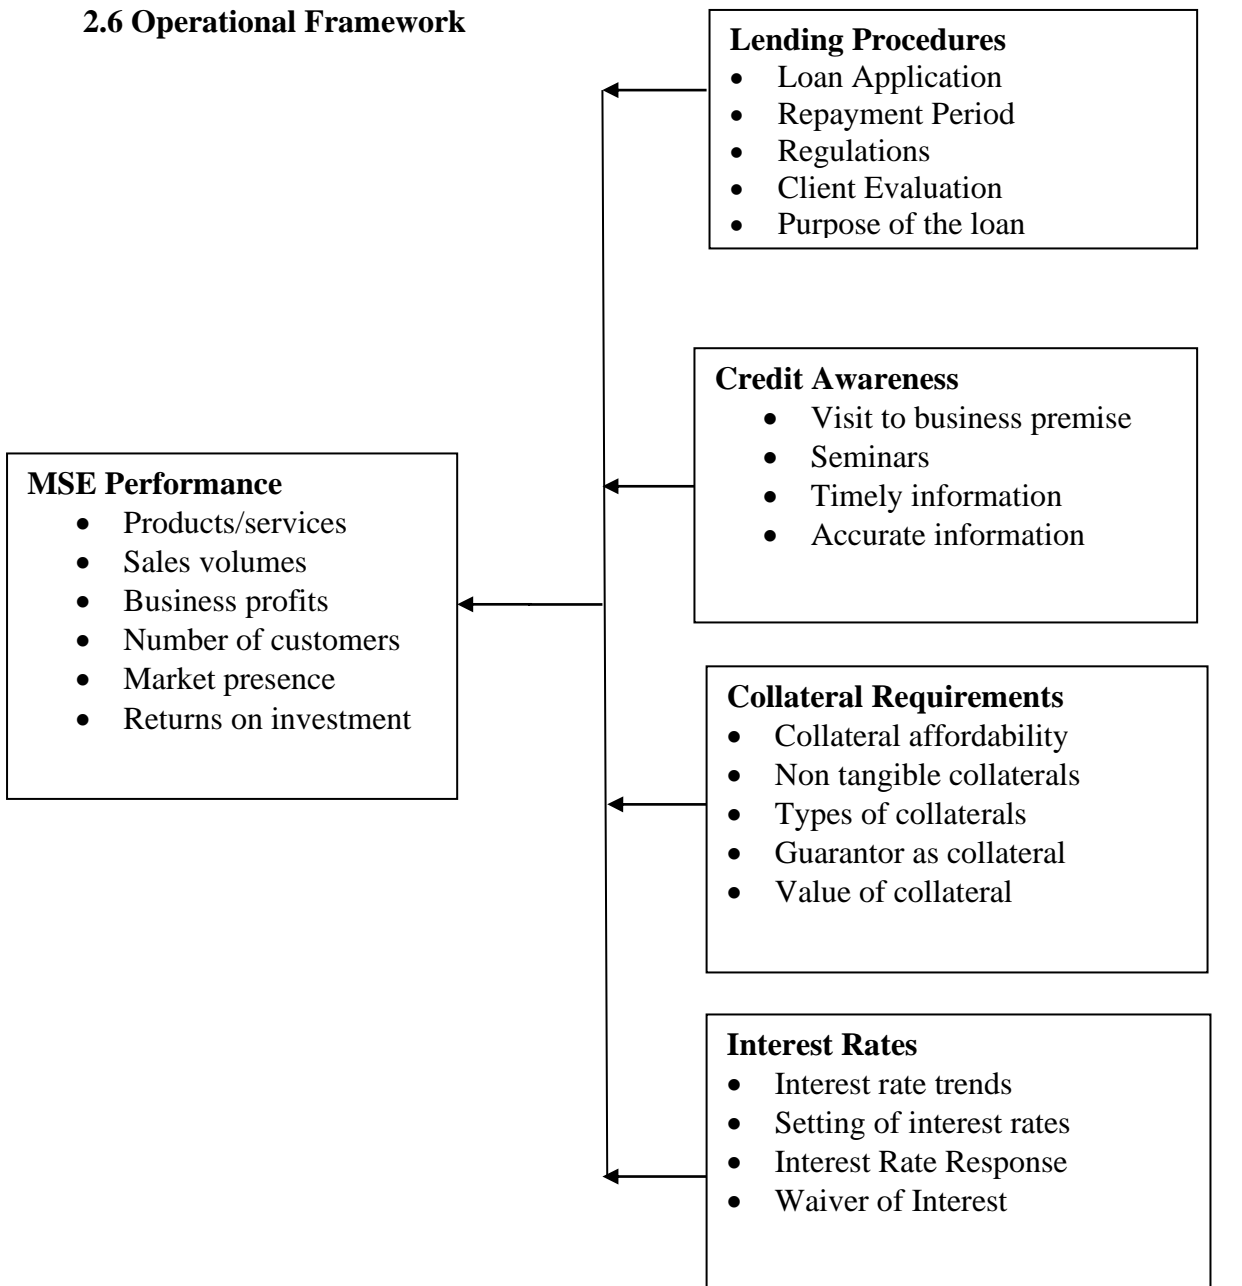 2.6 Operational Framework
Lending Procedures
• Loan Application
• Repayment Period
• Regulations
• Client Evaluation
• Purpose of the loan
Credit Awareness
• Visit to business premise
• Seminars
• Timely information
• Accurate information
MSE Performance
• Products/services
• Sales volumes
• Business profits
• Number of customers
• Market presence
• Returns on investment
Collateral Requirements
• Collateral affordability
• Non tangible collaterals
• Types of collaterals
• Guarantor as collateral
• Value of collateral
Interest Rates
• Interest rate trends
• Setting of interest rates
• Interest Rate Response
• Waiver of Interest